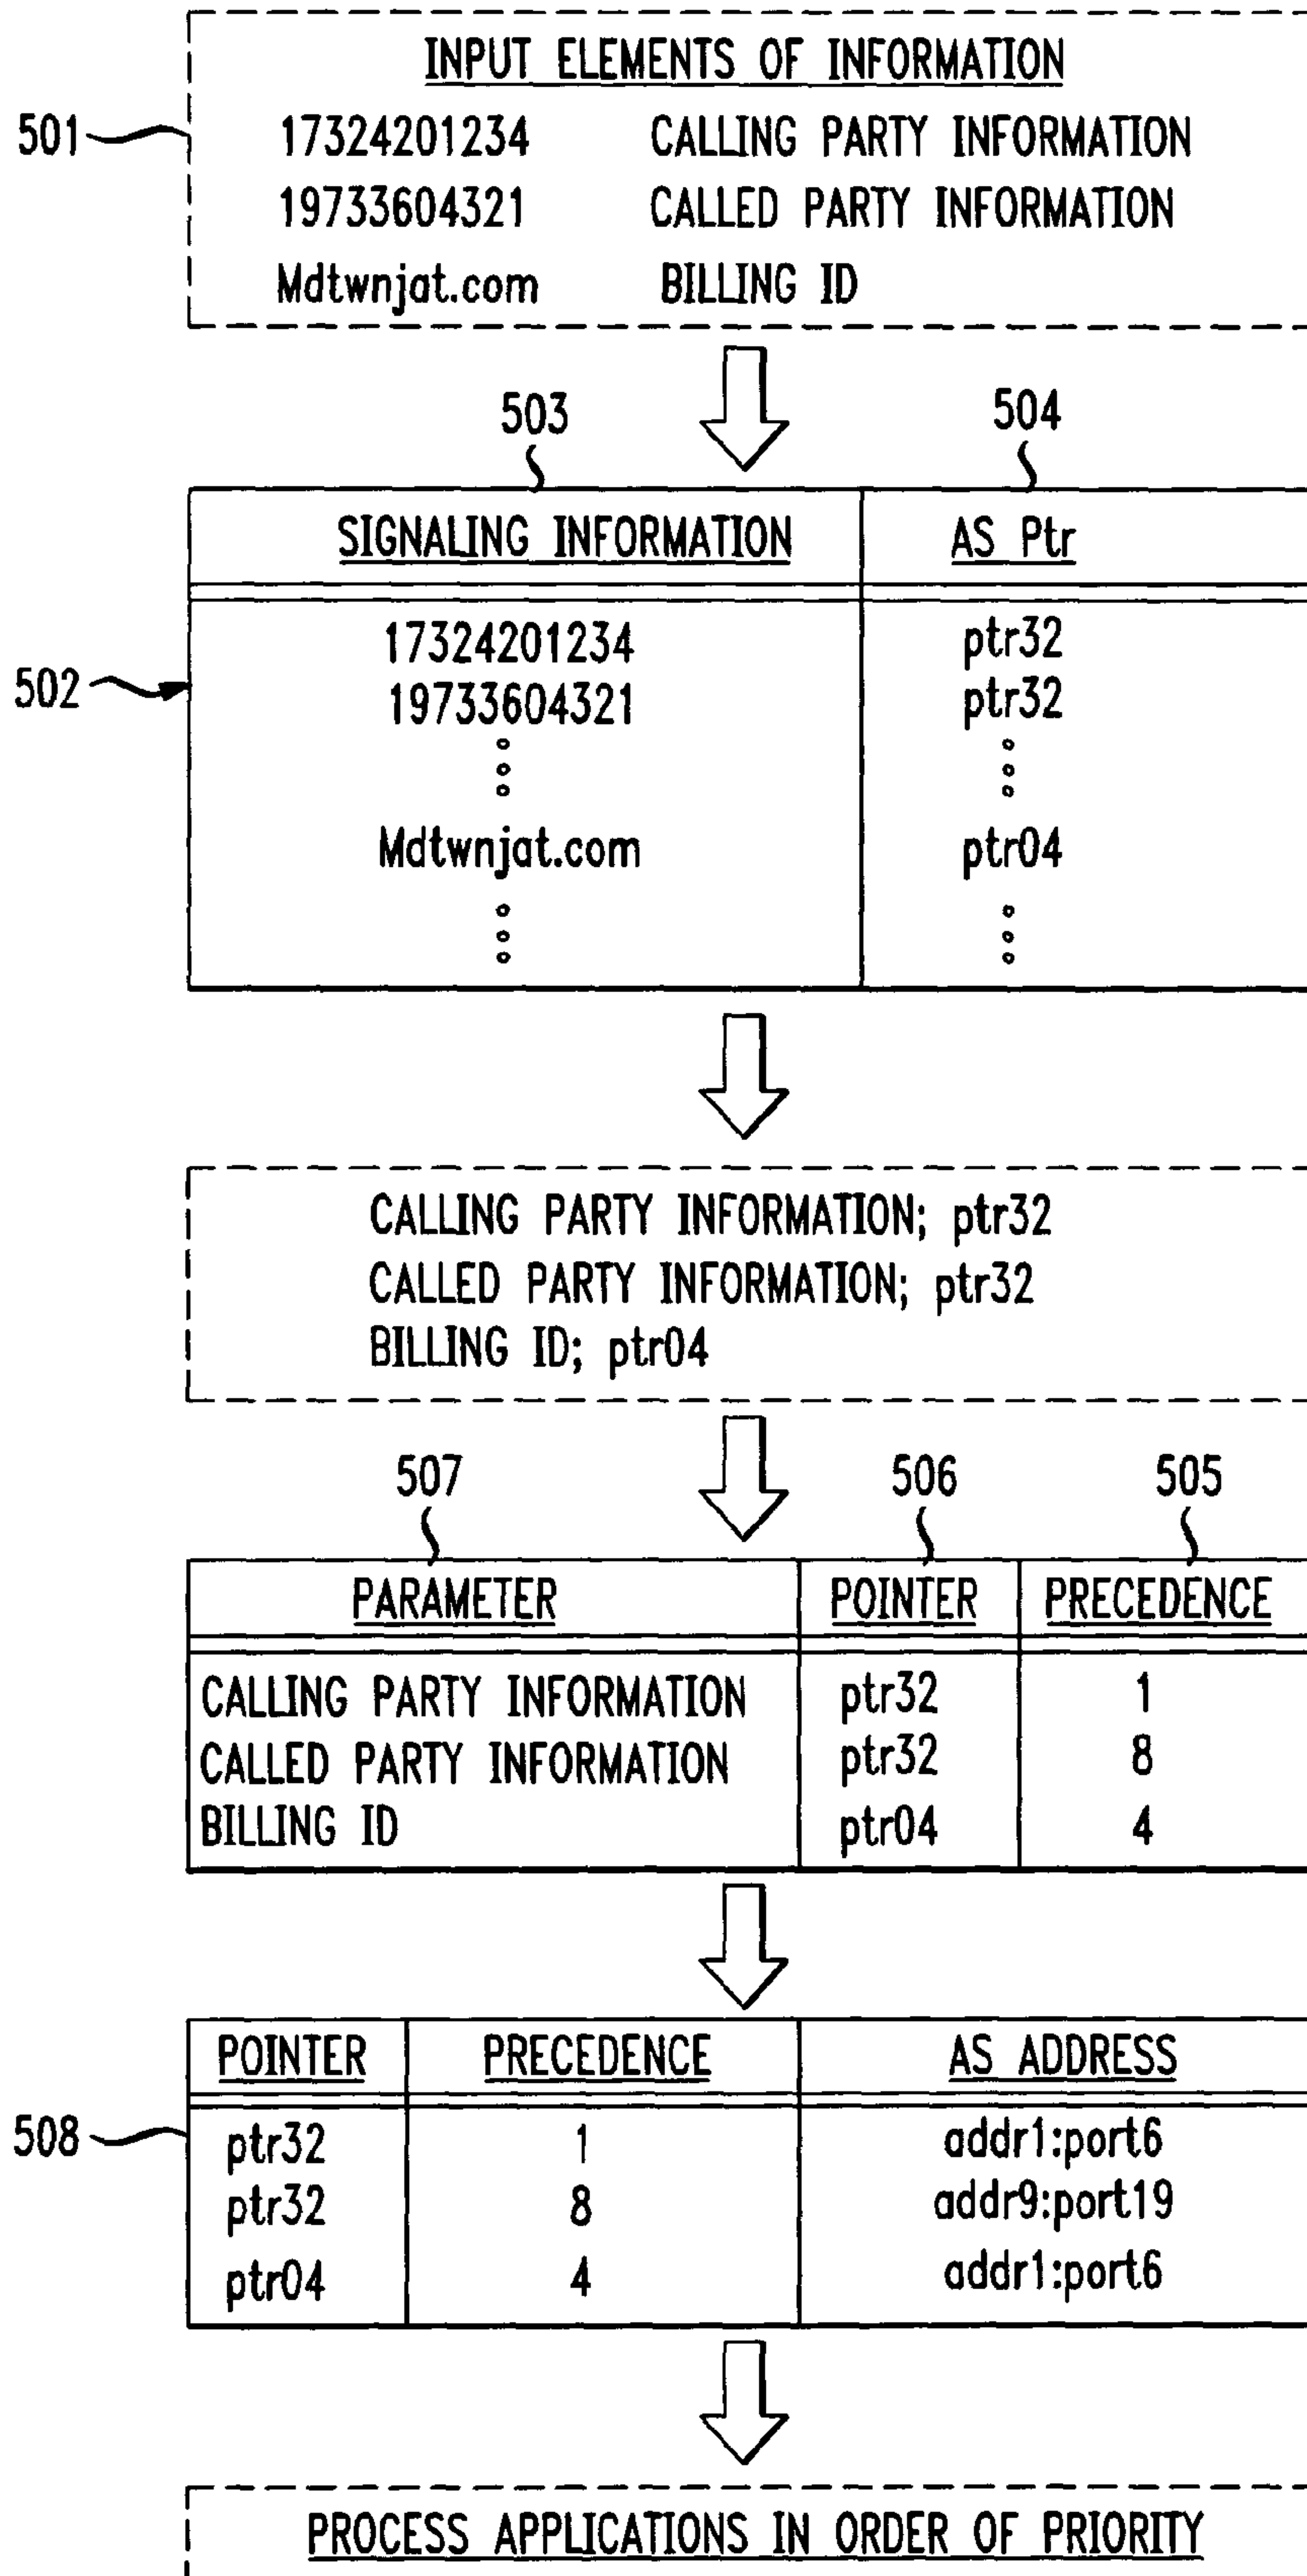 INPUT ELEMENTS OF INFORMATION
501
17324201234 CALLING PARTY INFORMATION
19733604321 CALLED PARTY INFORMATION
Mdtwnjat.com BILLING ID
503 504
SIGNALING INFORMATION AS Ptr
17324201234 ptr32
502
19733604321 ptr32
Mdtwnjat.com ptr04
CALLING PARTY INFORMATION; ptr32
CALLED PARTY INFORMATION; ptr32
BILLING ID; ptr04
507 506 505
PARAMETER POINTER PRECEDENCE
CALLING PARTY INFORMATION ptr32 1
CALLED PARTY INFORMATION ptr32 8
BILLING ID ptr04 4
POINTER PRECEDENCE AS ADDRESS
508
ptr32 1 addr1:port6
ptr32 8 addr9:port19
ptr04 4 addr1:port6
PROCESS APPLICATIONS IN ORDER OF PRIORITY